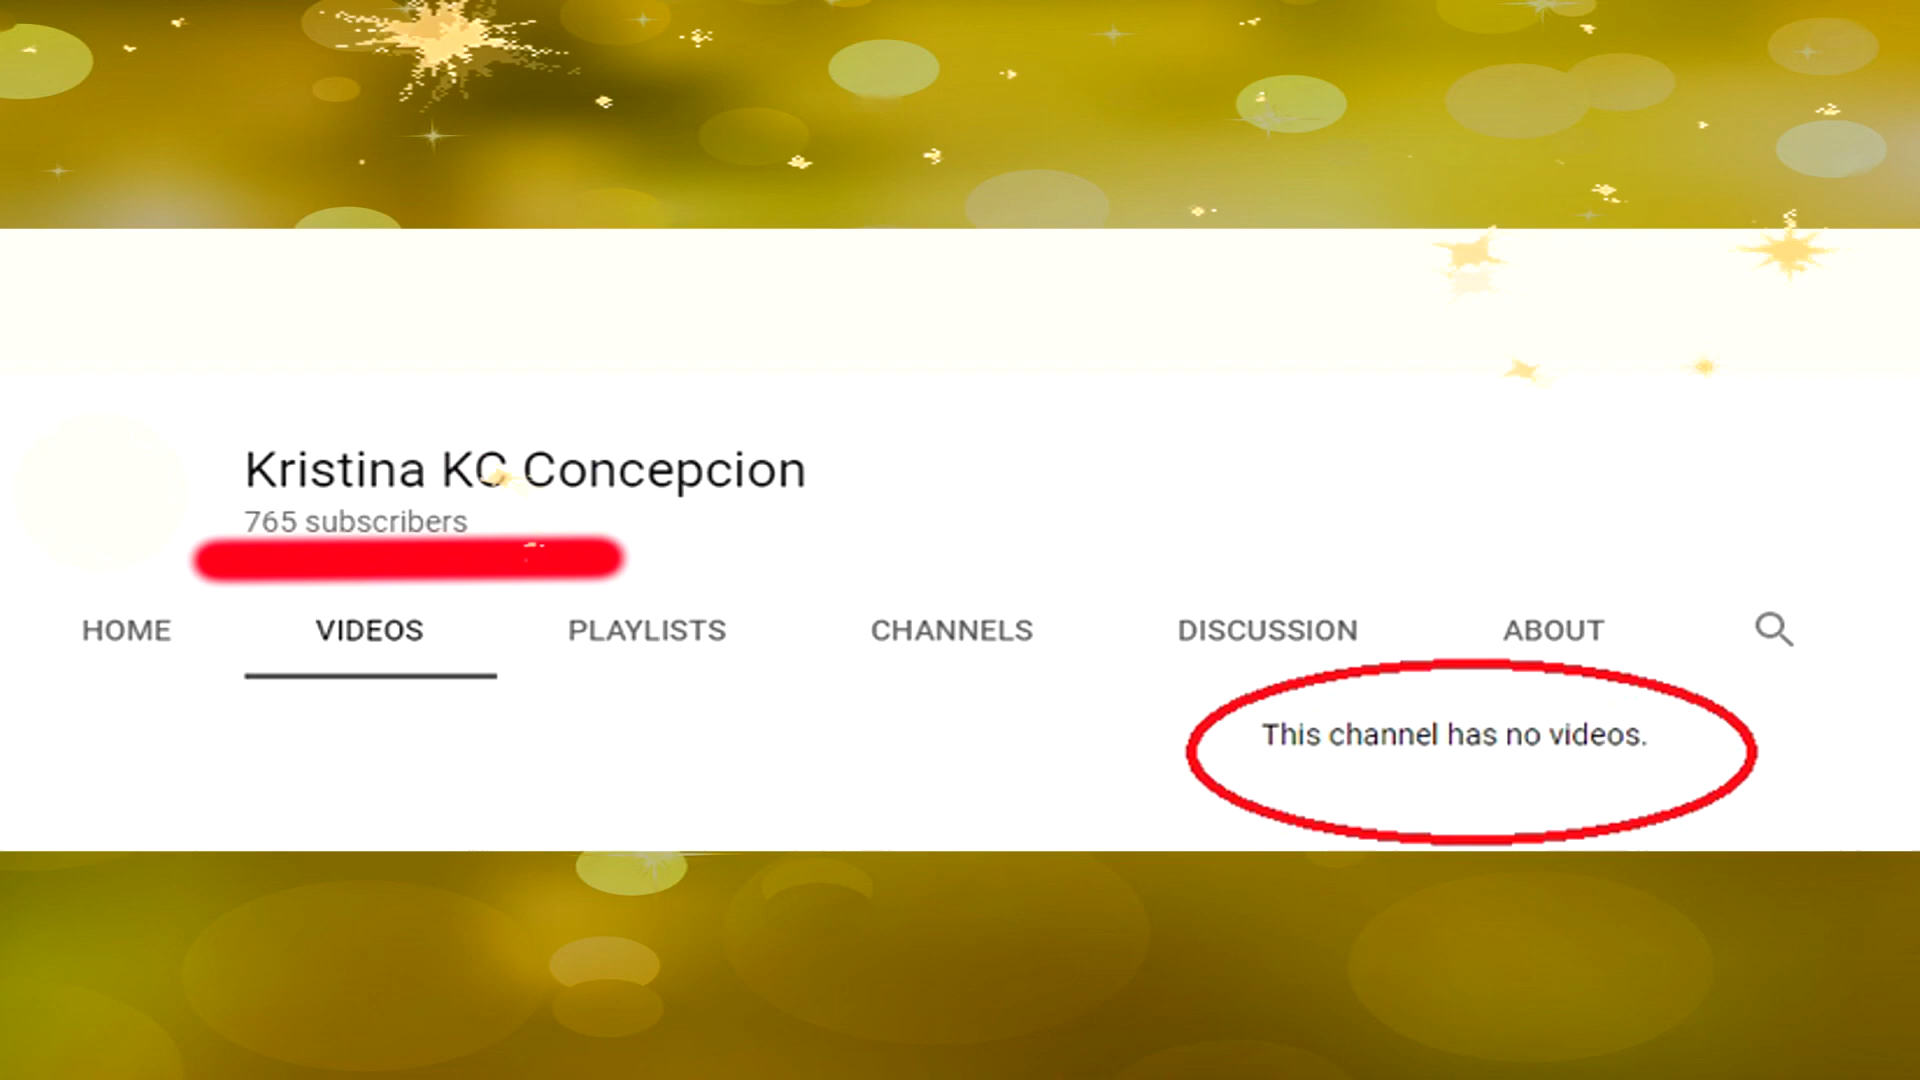 Kristina KC Concepcion
765 subscribers
HOME VIDEOS PLAYLISTS CHANNELS DISCUSSION ABOUT
This channel has no videos.